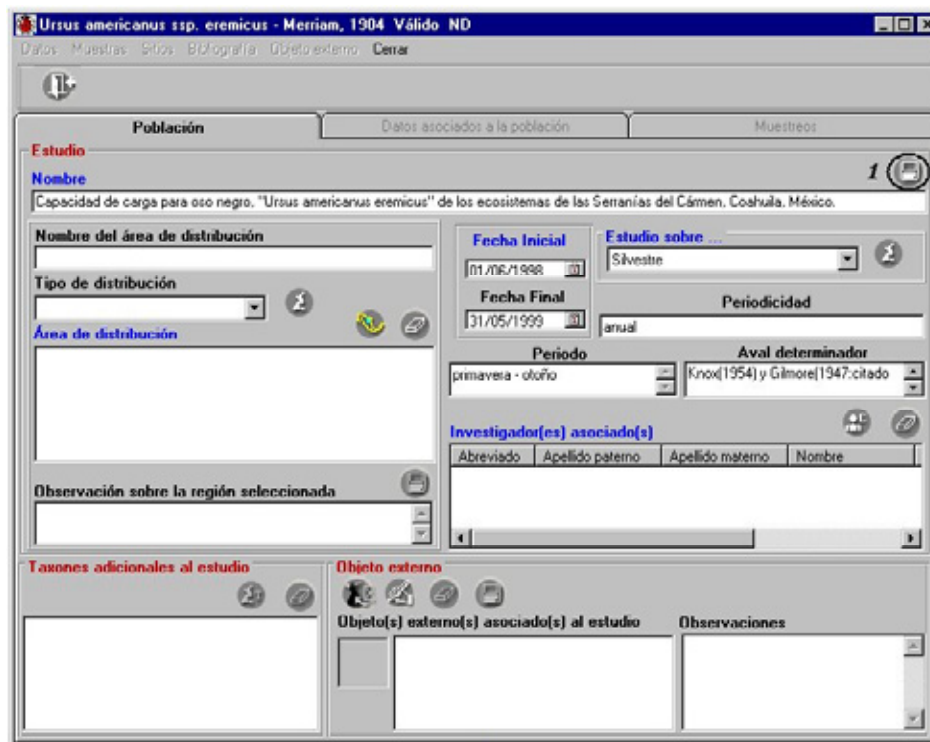 Ursus americanus ssp. eremicus - Merriam, 1904 Válido ND
Datos Muestras Sitios Bibliografía Objeto externo Cerrar
Población Datos asociados a la población Muestreos
Estudio
1
Nombre
Capacidad de carga para oso negro, "Ursus americanus eremicus" de los ecosistemas de las Serranías del Cármen, Coahuila, México.
Nombre del área de distribución
Tipo de distribución
Área de distribución
Observación sobre la región seleccionada
Fecha Inicial
01/06/1998
Fecha Final
31/05/1999
Estudio sobre ...
Silvestre
Periodicidad
anual
Periodo
primavera - otoño
Aval determinador
Knox(1954) y Gilmore(1947:citado
Investigador(es) asociado(s)
Abreviado Apellido paterno Apellido materno Nombre
Taxones adicionales al estudio
Objeto externo
Objeto(s) externo(s) asociado(s) al estudio
Observaciones